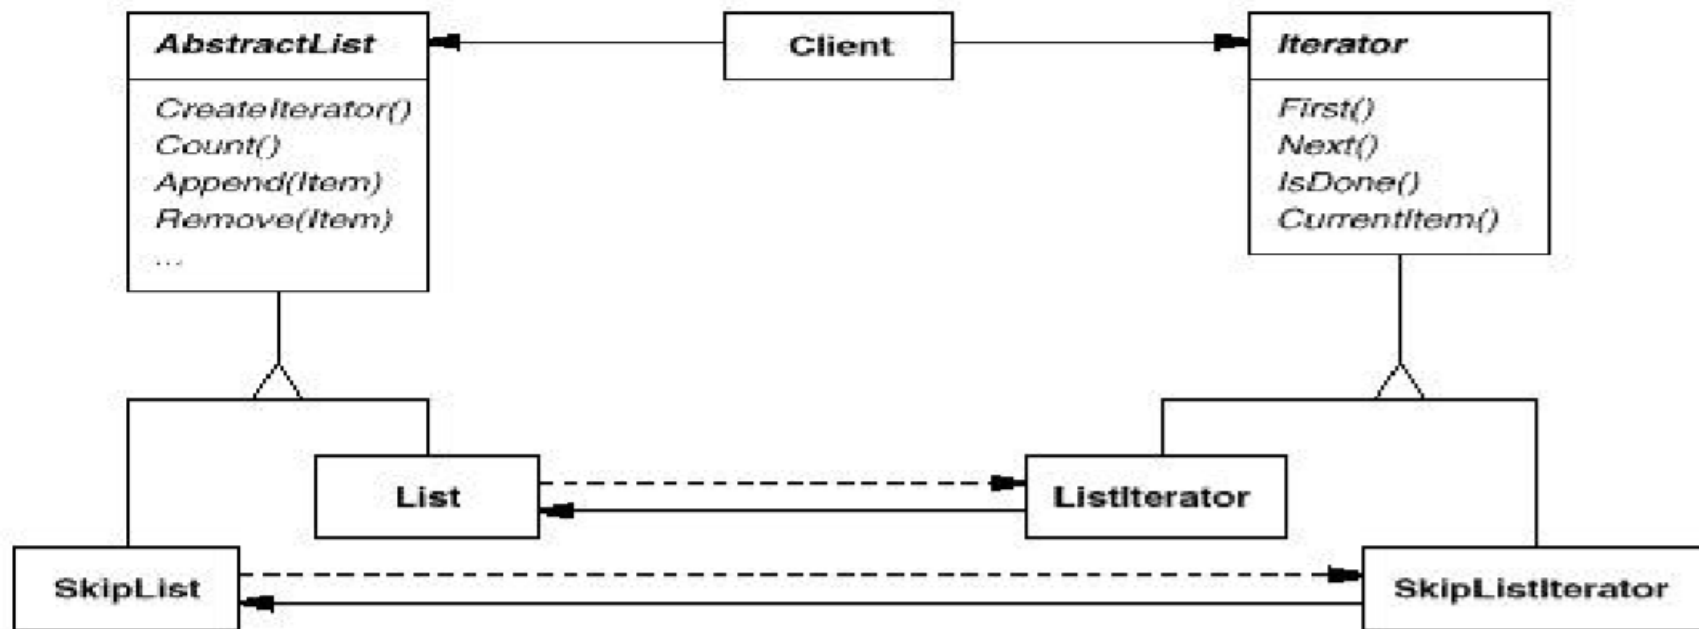 AbstractList
CreateIterator()
Count()
Append(Item)
Remove(Item)
...
Client
Iterator
First()
Next()
IsDone()
CurrentItem()
List
ListIterator
SkipList
SkipListIterator